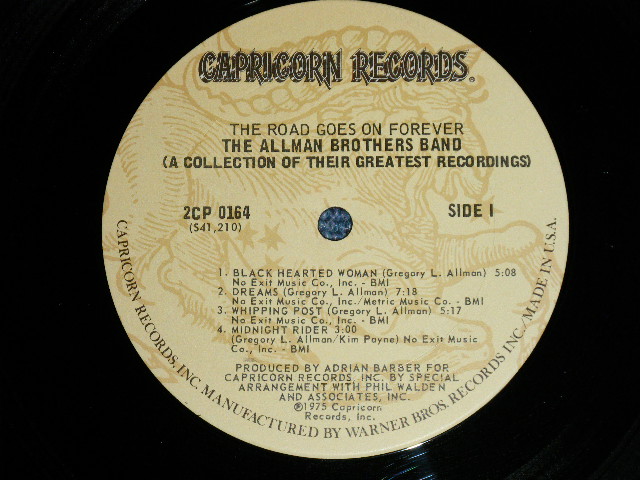 CAPRICORN RECORDS®
THE ROAD GOES ON FOREVER
THE ALLMAN BROTHERS BAND
(A COLLECTION OF THEIR GREATEST RECORDINGS)
2CP 0164
(S41,210)
SIDE I
1. BLACK HEARTED WOMAN (Gregory L. Allman) 5:08
No Exit Music Co., Inc. - BMI
2. DREAMS (Gregory L. Allman) 7:18
No Exit Music Co., Inc./Metric Music Co. - BMI
3. WHIPPING POST (Gregory L. Allman) 5:17
No Exit Music Co., Inc. - BMI
4. MIDNIGHT RIDER 3:00
(Gregory L. Allman/Kim Payne) No Exit Music
Co., Inc. - BMI
PRODUCED BY ADRIAN BARBER FOR
CAPRICORN RECORDS, INC. BY SPECIAL
ARRANGEMENT WITH PHIL WALDEN
AND ASSOCIATES, INC.
℗1975 Capricorn
Records, Inc.
CAPRICORN RECORDS, INC. MANUFACTURED BY WARNER BROS. RECORDS INC./MADE IN U.S.A.